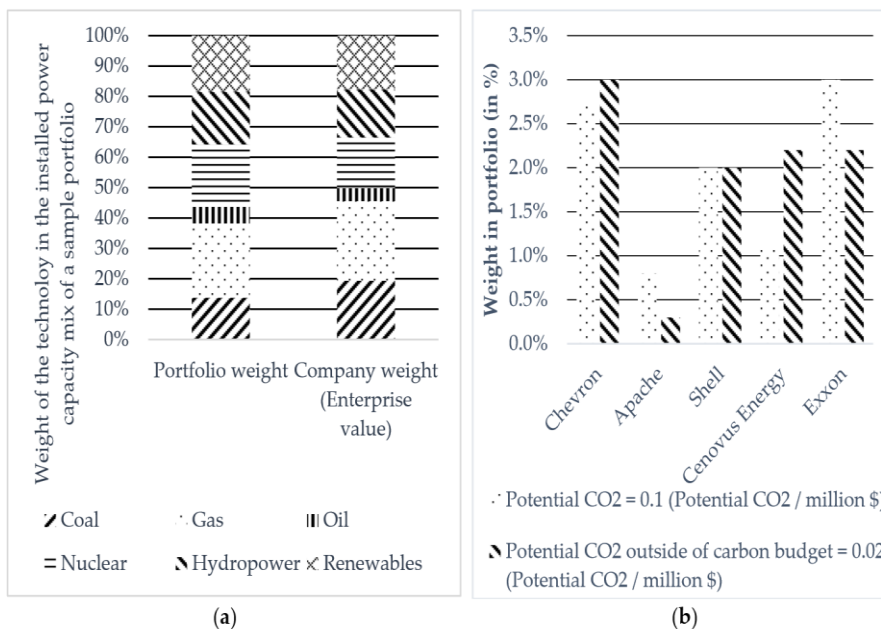 Weight of the technoloy in the installed power
capacity mix of a sample portfolio
100%
90%
80%
70%
60%
50%
40%
30%
20%
10%
0%
Portfolio weight Company weight
(Enterprise
value)
Coal Gas Oil
Nuclear Hydropower Renewables
(a)
Weight in portfolio (in %)
3.5%
3.0%
2.5%
2.0%
1.5%
1.0%
0.5%
0.0%
Chevron
Apache
Shell
Cenovus Energy
Exxon
Potential CO2 = 0.1 (Potential CO2 / million $)
Potential CO2 outside of carbon budget = 0.02
(Potential CO2 / million $)
(b)